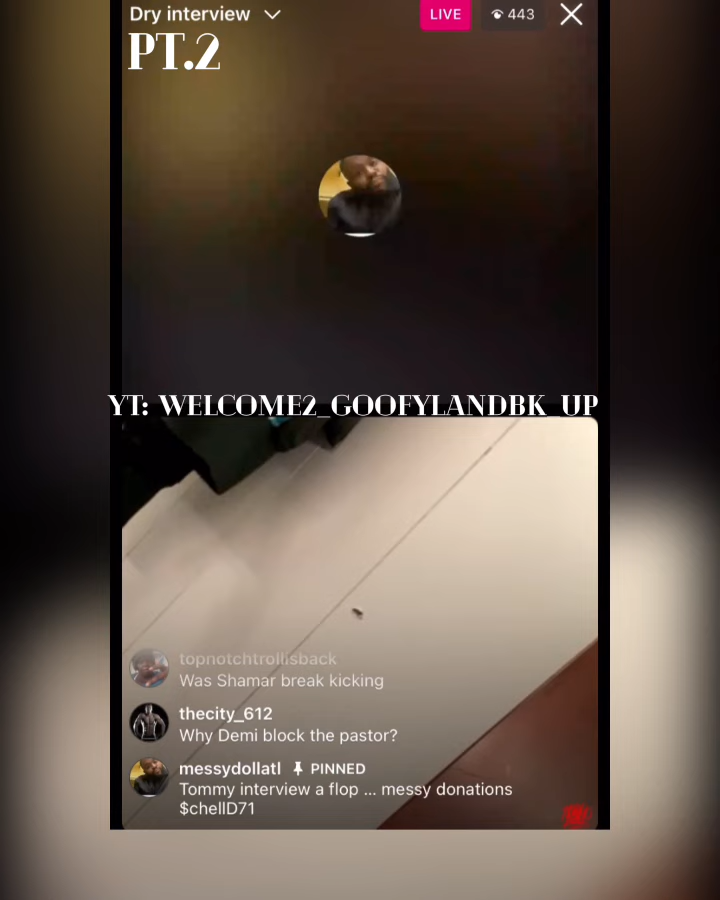 Dry interview
LIVE
443
PT.2
YT: WELCOME2_GOOFYLANDBK_UP
topnotchtrollisback
Was Shamar break kicking
thecity_612
Why Demi block the pastor?
messydollatl PINNED
Tommy interview a flop ... messy donations
$chellD71